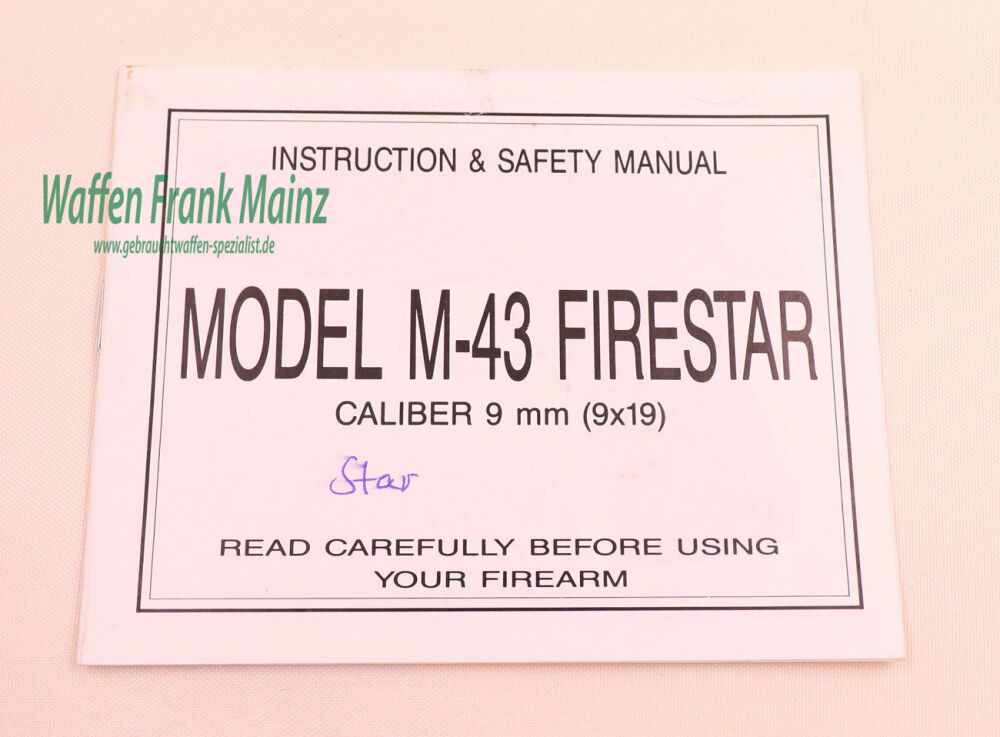 INSTRUCTION & SAFETY MANUAL
Waffen Frank Mainz
www.gebrauchtwaffen-spezialist.de
MODEL M-43 FIRESTAR
CALIBER 9 mm (9x19)
Star
READ CAREFULLY BEFORE USING
YOUR FIREARM